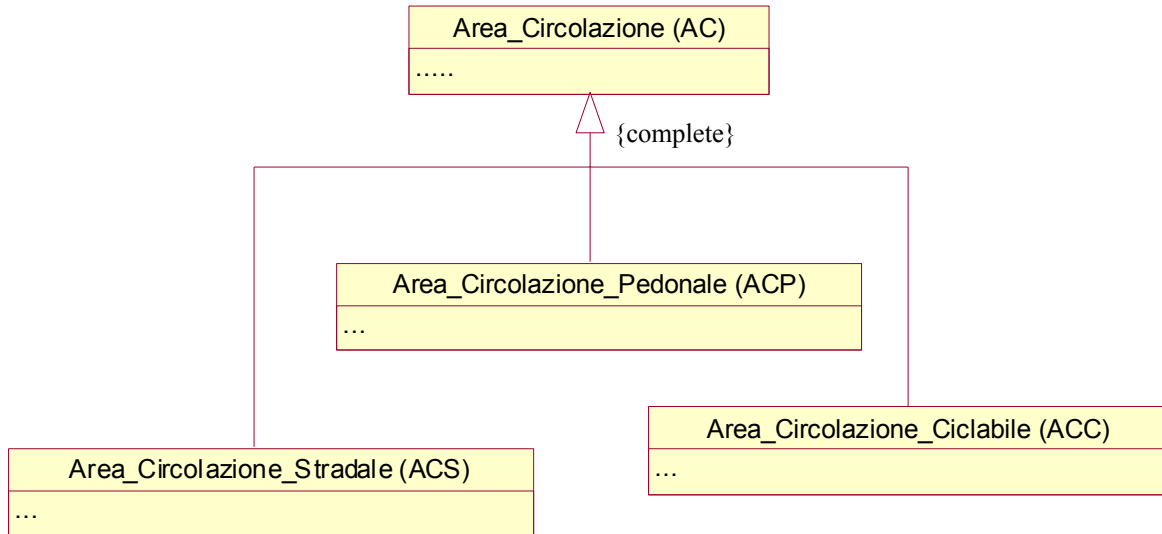 Area_Circolazione (AC)
.....
{complete}
Area_Circolazione_Pedonale (ACP)
...
Area_Circolazione_Ciclabile (ACC)
...
Area_Circolazione_Stradale (ACS)
...